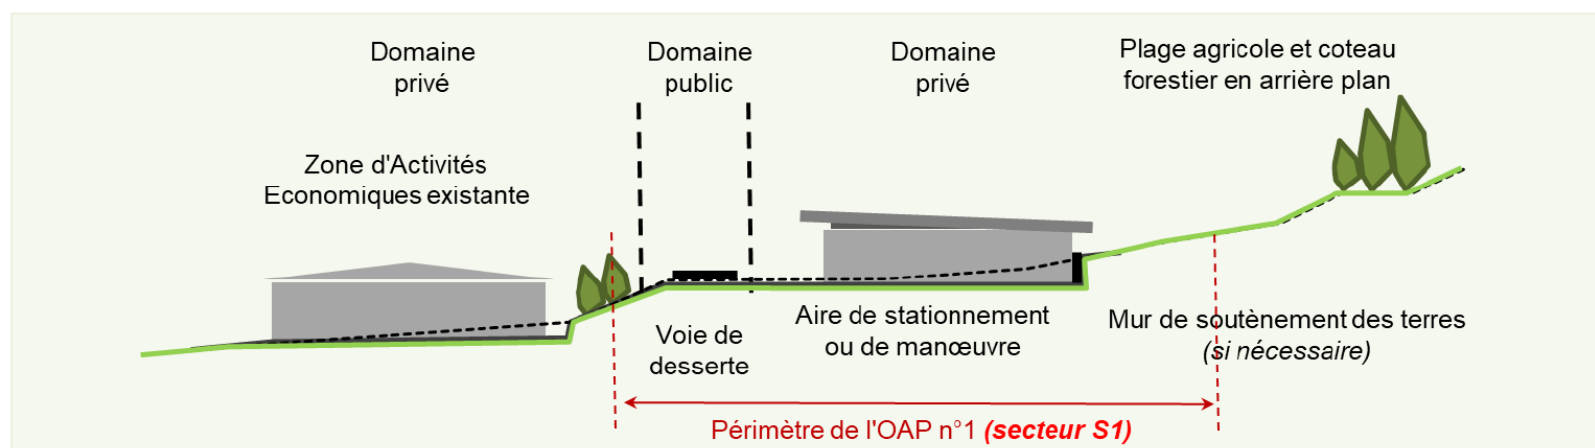 Domaine
privé
Domaine
public
Domaine
privé
Plage agricole et coteau
forestier en arrière plan
Zone d'Activités
Economiques existante
Voie de
desserte
Aire de stationnement
ou de manœuvre
Mur de soutènement des terres
(si nécessaire)
Périmètre de l'OAP n°1 (secteur S1)